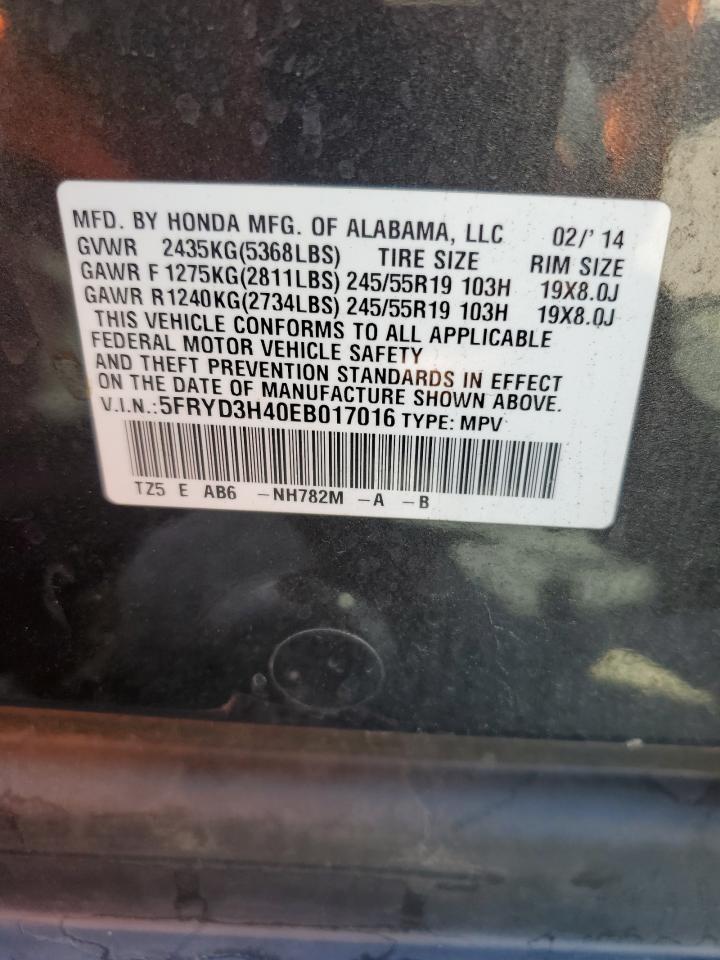 MFD. BY HONDA MFG. OF ALABAMA, LLC 02/' 14
GVWR 2435KG(5368LBS) TIRE SIZE RIM SIZE
GAWR F 1275KG(2811LBS) 245/55R19 103H 19X8.0J
GAWR R 1240KG(2734LBS) 245/55R19 103H 19X8.0J
THIS VEHICLE CONFORMS TO ALL APPLICABLE
FEDERAL MOTOR VEHICLE SAFETY
AND THEFT PREVENTION STANDARDS IN EFFECT
ON THE DATE OF MANUFACTURE SHOWN ABOVE.
V.I.N.:5FRYD3H40EB017016 TYPE: MPV
TZ5 E AB6 -NH782M -A -B